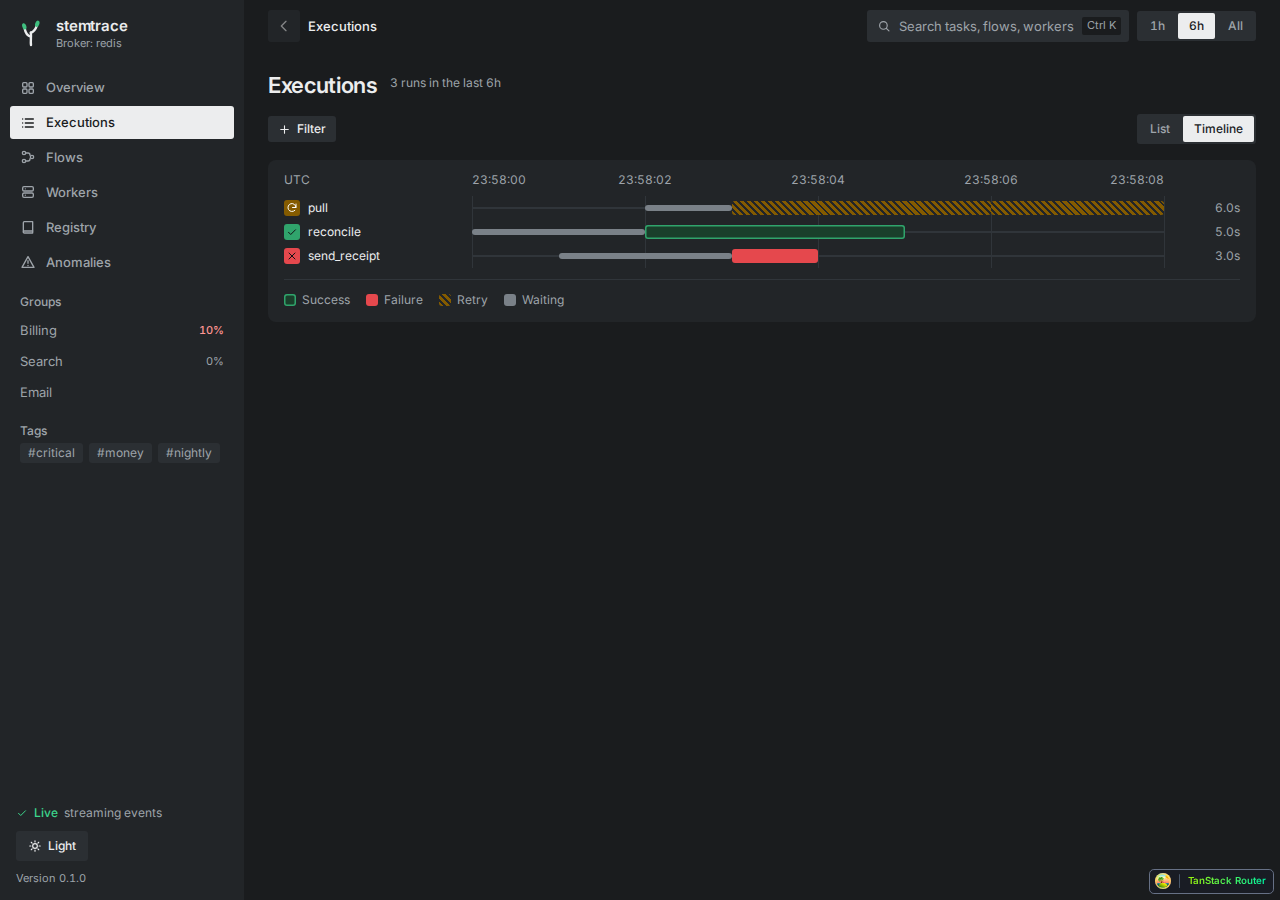 stemtrace
Broker: redis
Overview
Executions
Flows
Workers
Registry
Anomalies
Groups
Billing 10%
Search 0%
Email
Tags
#critical #money #nightly
Live streaming events
Light
Version 0.1.0
Executions
Search tasks, flows, workers Ctrl K
1h 6h All
Executions 3 runs in the last 6h
Filter
List Timeline
UTC 23:58:00 23:58:02 23:58:04 23:58:06 23:58:08
pull 6.0s
reconcile 5.0s
send_receipt 3.0s
Success Failure Retry Waiting
TanStack Router